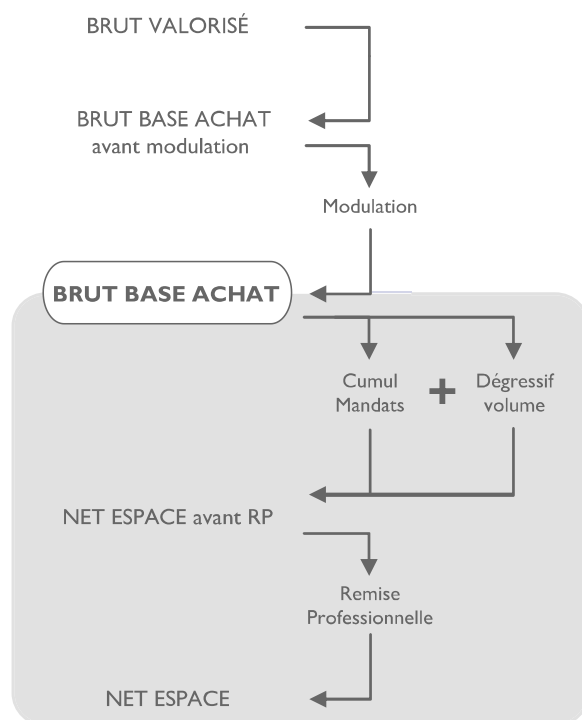 BRUT VALORISÉ
BRUT BASE ACHAT
avant modulation
Modulation
BRUT BASE ACHAT
Cumul
Mandats
+
Dégressif
volume
NET ESPACE avant RP
Remise
Professionnelle
NET ESPACE